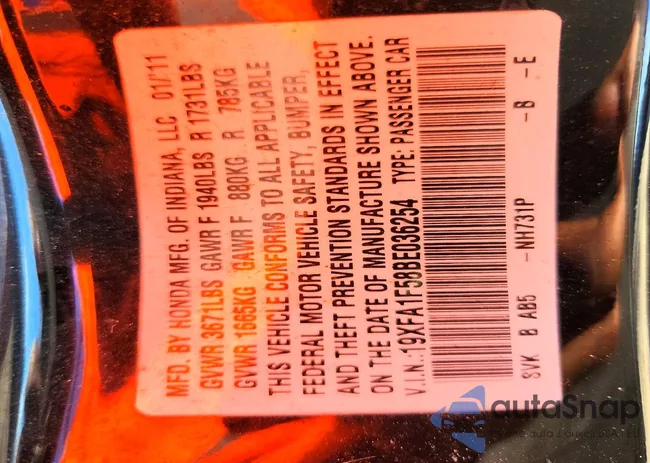 MFD. BY HONDA MFG. OF INDIANA, LLC 01/11
GVWR 3671LBS GAWR F 1940LBS R 1731LBS
GVWR 1665KG GAWR F 880KG R 785KG
THIS VEHICLE CONFORMS TO ALL APPLICABLE
FEDERAL MOTOR VEHICLE SAFETY, BUMPER,
AND THEFT PREVENTION STANDARDS IN EFFECT
ON THE DATE OF MANUFACTURE SHOWN ABOVE.
V.I.N.:19XFA1F58BE036254 TYPE: PASSENGER CAR
SVK B AB5 -NH731P -B -E
autoSnap